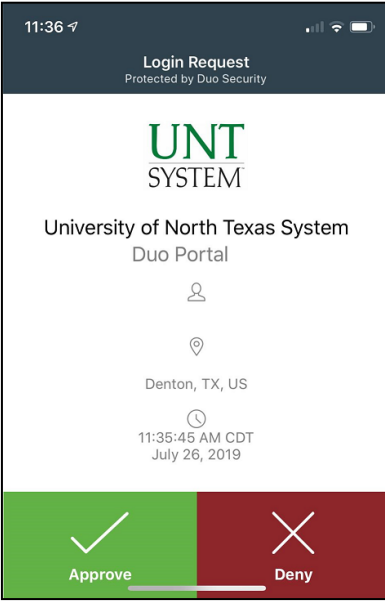 11:36
Login Request
Protected by Duo Security
UNT
SYSTEM
University of North Texas System
Duo Portal
Denton, TX, US
11:35:45 AM CDT
July 26, 2019
Approve
Deny